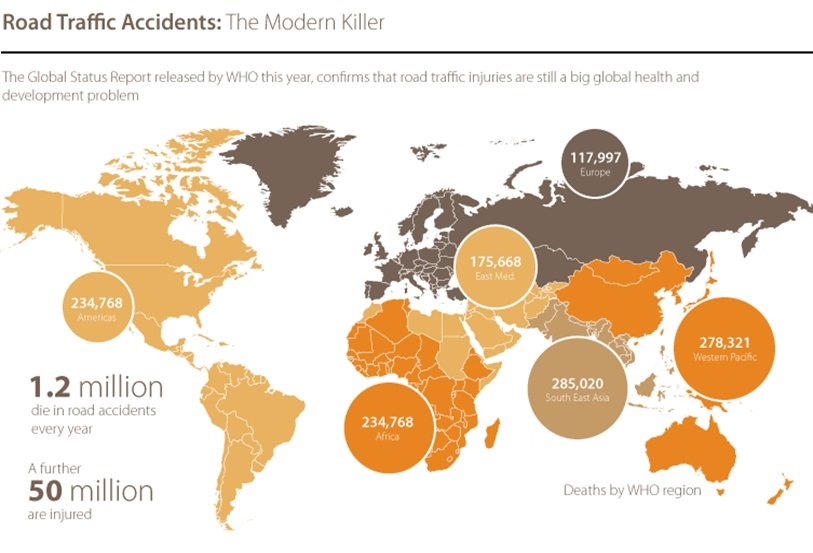 Road Traffic Accidents: The Modern Killer
The Global Status Report released by WHO this year, confirms that road traffic injuries are still a big global health and
development problem
117,997
Europe
175,668
East Med.
234,768
Americas
278,321
Western Pacific
285,020
South East Asia
234,768
Africa
1.2 million
die in road accidents
every year
A further
50 million
are injured
Deaths by WHO region